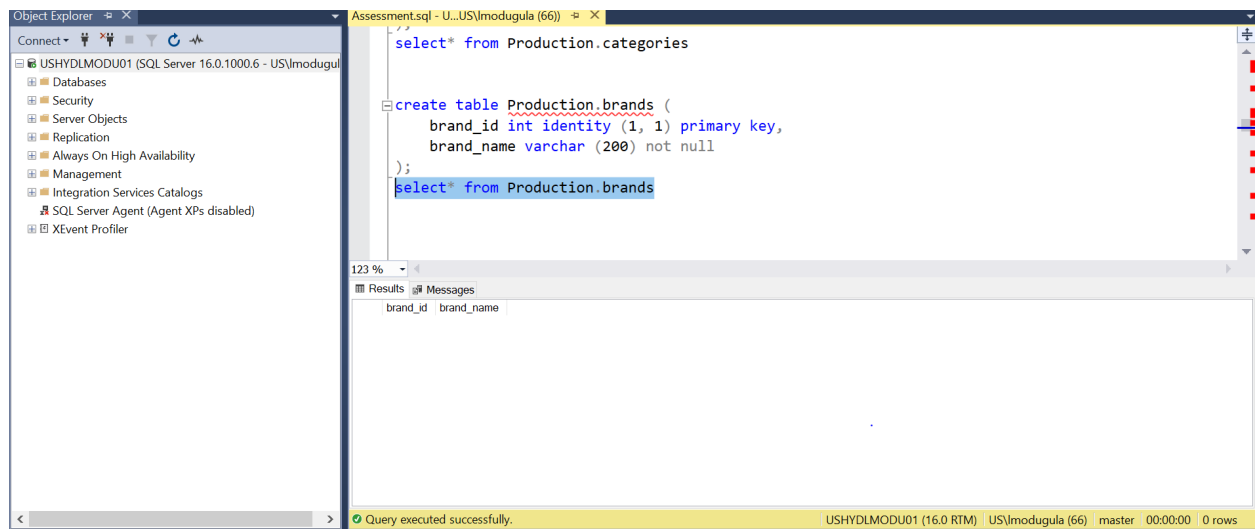 Object Explorer
Connect
USHYDLMODU01 (SQL Server 16.0.1000.6 - US\lmodugul
Databases
Security
Server Objects
Replication
Always On High Availability
Management
Integration Services Catalogs
SQL Server Agent (Agent XPs disabled)
XEvent Profiler
Assessment.sql - U...US\lmodugula (66))
);
select* from Production.categories
create table Production.brands (
brand_id int identity (1, 1) primary key,
brand_name varchar (200) not null
);
select* from Production.brands
123 %
Results Messages
brand_id brand_name
Query executed successfully.
USHYDLMODU01 (16.0 RTM) US\lmodugula (66) master 00:00:00 0 rows